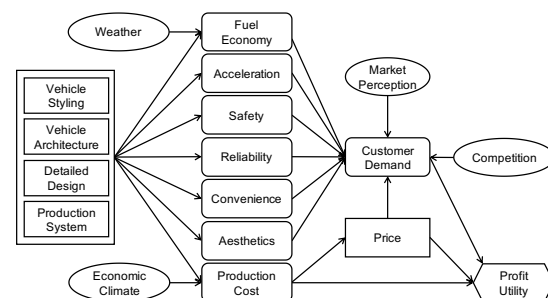 Weather
Fuel
Economy
Acceleration
Market
Perception
Vehicle
Styling
Safety
Vehicle
Architecture
Reliability
Customer
Demand
Competition
Detailed
Design
Convenience
Production
System
Aesthetics
Price
Economic
Climate
Production
Cost
Profit
Utility